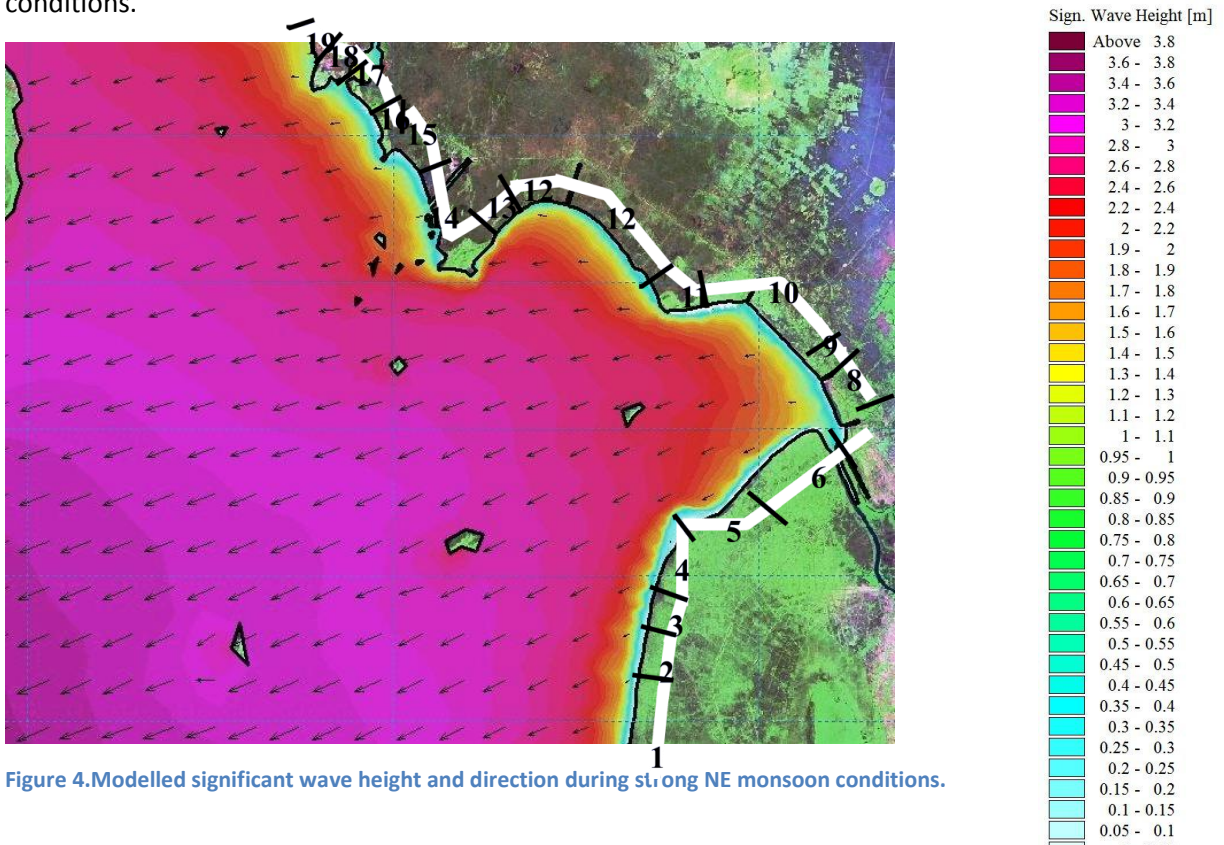 conditions.
Sign. Wave Height [m]
Above 3.8
3.6 - 3.8
3.4 - 3.6
3.2 - 3.4
3 - 3.2
2.8 - 3
2.6 - 2.8
2.4 - 2.6
2.2 - 2.4
2 - 2.2
1.9 - 2
1.8 - 1.9
1.7 - 1.8
1.6 - 1.7
1.5 - 1.6
1.4 - 1.5
1.3 - 1.4
1.2 - 1.3
1.1 - 1.2
1 - 1.1
0.95 - 1
0.9 - 0.95
0.85 - 0.9
0.8 - 0.85
0.75 - 0.8
0.7 - 0.75
0.65 - 0.7
0.6 - 0.65
0.55 - 0.6
0.5 - 0.55
0.45 - 0.5
0.4 - 0.45
0.35 - 0.4
0.3 - 0.35
0.25 - 0.3
0.2 - 0.25
0.15 - 0.2
0.1 - 0.15
0.05 - 0.1
19
18
17
16
15
14
13
12
12
11
10
9
8
6
5
4
3
2
1
Figure 4.Modelled significant wave height and direction during strong NE monsoon conditions.